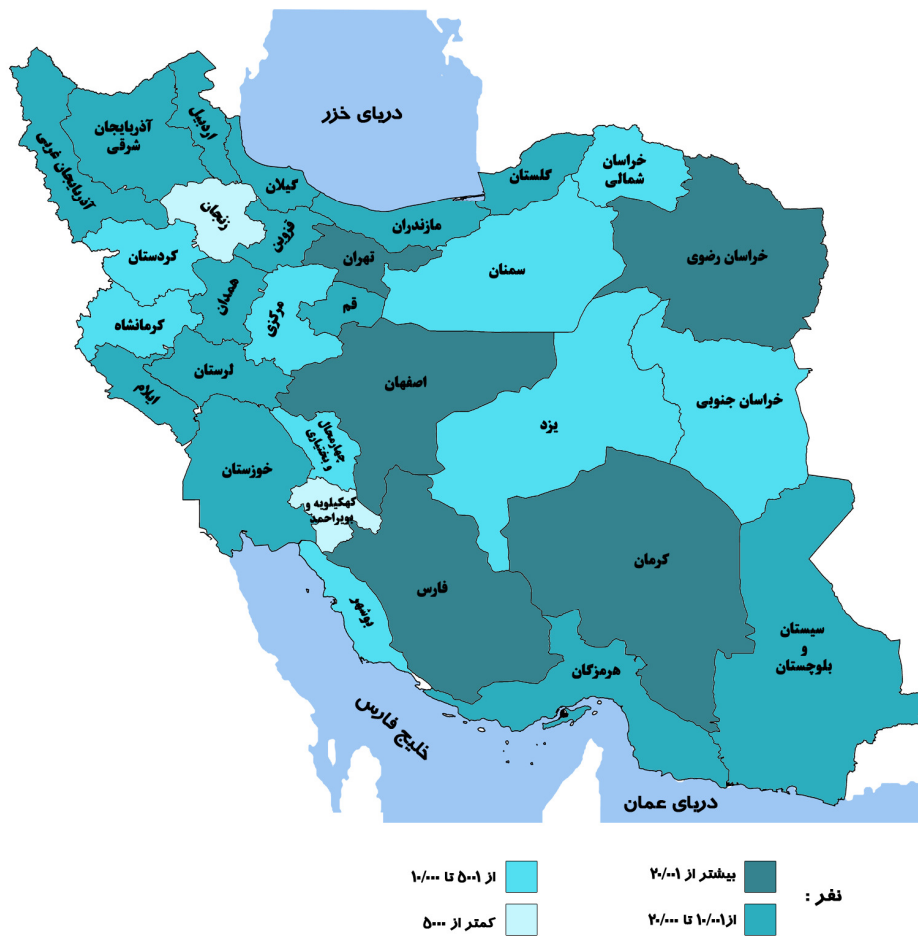 دریای خزر
اردبیل
آذربایجان
شرقی
آذربایجان غربی
گیلان
زنجان
قزوین
مازندران
گلستان
خراسان
شمالی
خراسان رضوی
کردستان
همدان
تهران
سمنان
مرکزی
قم
کرمانشاه
لرستان
ایلام
اصفهان
یزد
خراسان جنوبی
چهارمحال
و بختیاری
خوزستان
کهکیلویه و
بویراحمد
فارس
کرمان
بوشهر
هرمزگان
سیستان
و
بلوچستان
خلیج فارس
دریای عمان
نفر :
بیشتر از ۲۰/۰۰۱
از ۱۰/۰۰۱ تا ۲۰/۰۰۰
از ۵۰۰۱ تا ۱۰/۰۰۰
کمتر از ۵۰۰۰